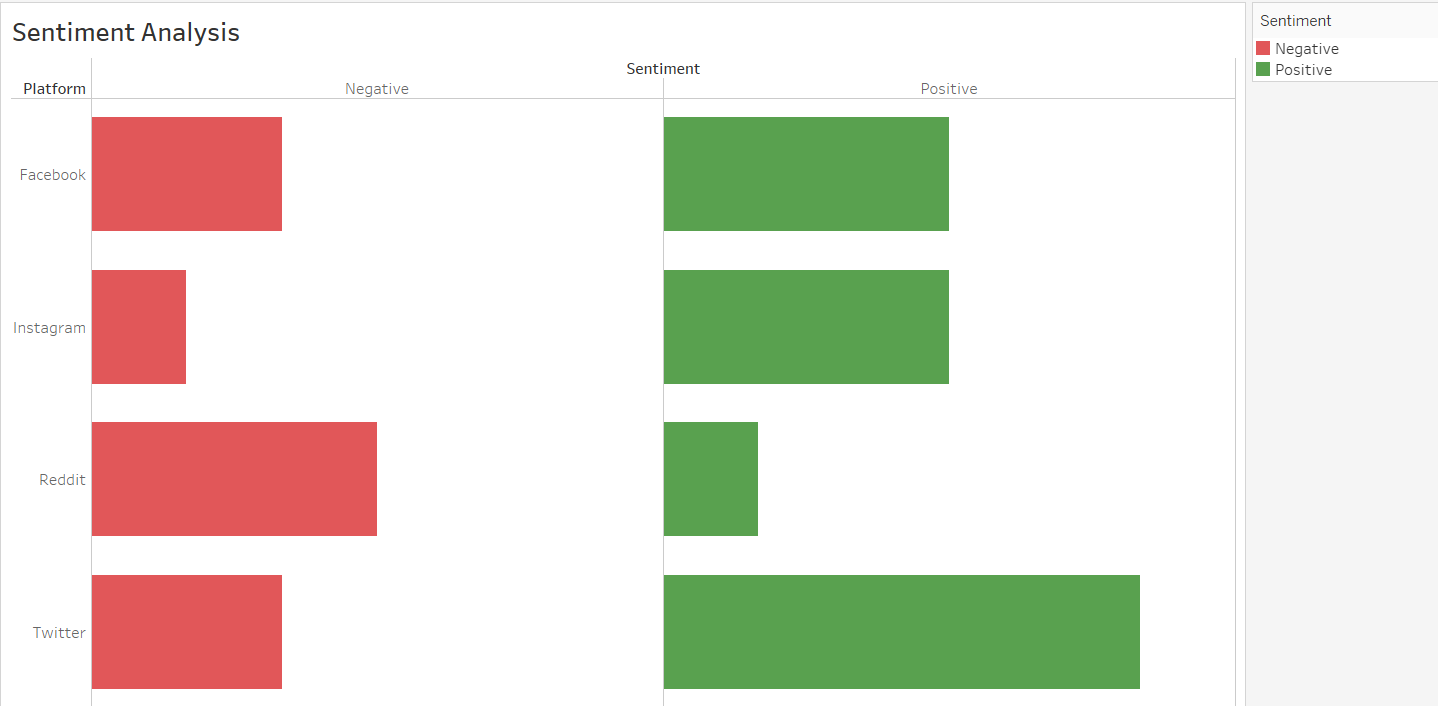 Sentiment Analysis
Sentiment
Platform Negative Positive
Facebook
Instagram
Reddit
Twitter
Sentiment
Negative
Positive